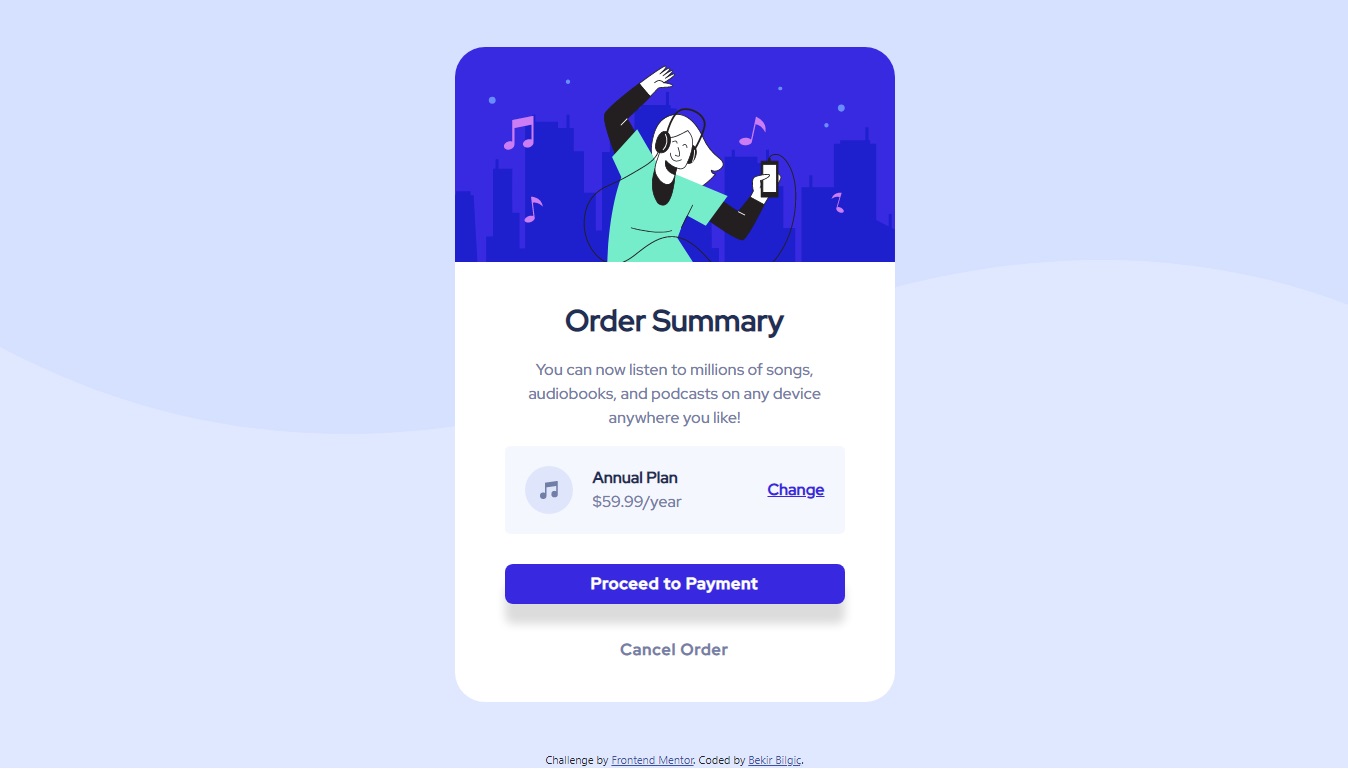 Order Summary
You can now listen to millions of songs,
audiobooks, and podcasts on any device
anywhere you like!
Annual Plan
$59.99/year
Change
Proceed to Payment
Cancel Order
Challenge by Frontend Mentor. Coded by Bekir Bilgiç.